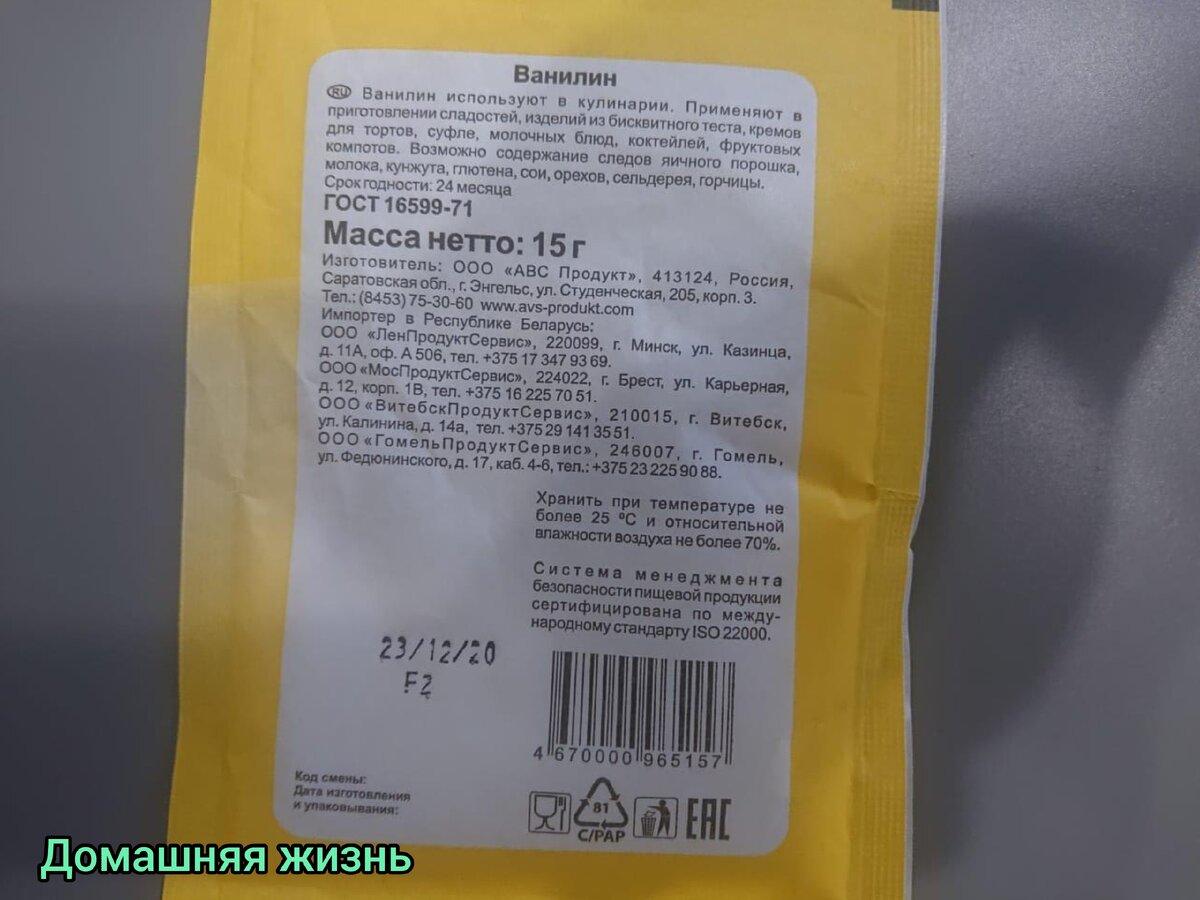 Ванилин
RU Ванилин используют в кулинарии. Применяют в
приготовлении сладостей, изделий из бисквитного теста, кремов
для тортов, суфле, молочных блюд, коктейлей, фруктовых
компотов. Возможно содержание следов яичного порошка,
молока, кунжута, глютена, сои, орехов, сельдерея, горчицы.
Срок годности: 24 месяца
ГОСТ 16599-71
Масса нетто: 15 г
Изготовитель: ООО «АВС Продукт», 413124, Россия,
Саратовская обл., г. Энгельс, ул. Студенческая, 205, корп. 3.
Тел.: (8453) 75-30-60 www.avs-produkt.com
Импортер в Республике Беларусь:
ООО «ЛенПродуктСервис», 220099, г. Минск, ул. Казинца,
д. 11А, оф. А 506, тел. +375 17 347 93 69.
ООО «МосПродуктСервис», 224022, г. Брест, ул. Карьерная,
д. 12, корп. 1В, тел. +375 16 225 70 51.
ООО «ВитебскПродуктСервис», 210015, г. Витебск,
ул. Калинина, д. 14а, тел. +375 29 141 35 51.
ООО «ГомельПродуктСервис», 246007, г. Гомель,
ул. Федюнинского, д. 17, каб. 4-6, тел.: +375 23 225 90 88.
Хранить при температуре не
более 25 ºС и относительной
влажности воздуха не более 70%.
Система менеджмента
безопасности пищевой продукции
сертифицирована по между-
народному стандарту ISO 22000.
23/12/20
F2
4 670000 965157
Код смены:
Дата изготовления
и упаковывания:
81
C/PAP
EAC
Домашняя жизнь